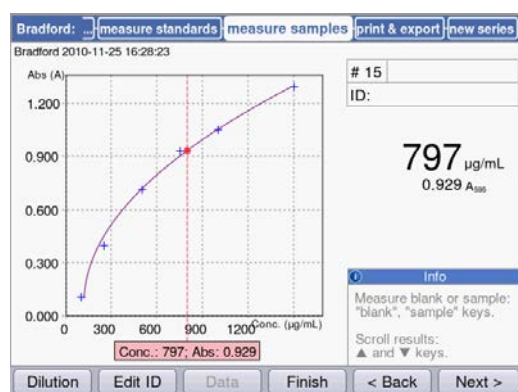 Bradford: ... measure standards measure samples print & export new series
Bradford 2010-11-25 16:28:23
Abs (A)
1.200
0.900
0.600
0.300
0.000
0 300 600 900 1200 Conc. (µg/mL)
Conc.: 797; Abs: 0.929
# 15
ID:
797 µg/mL
0.929 A595
Info
Measure blank or sample:
"blank", "sample" keys.
Scroll results:
▲ and ▼ keys.
Dilution Edit ID Data Finish < Back Next >